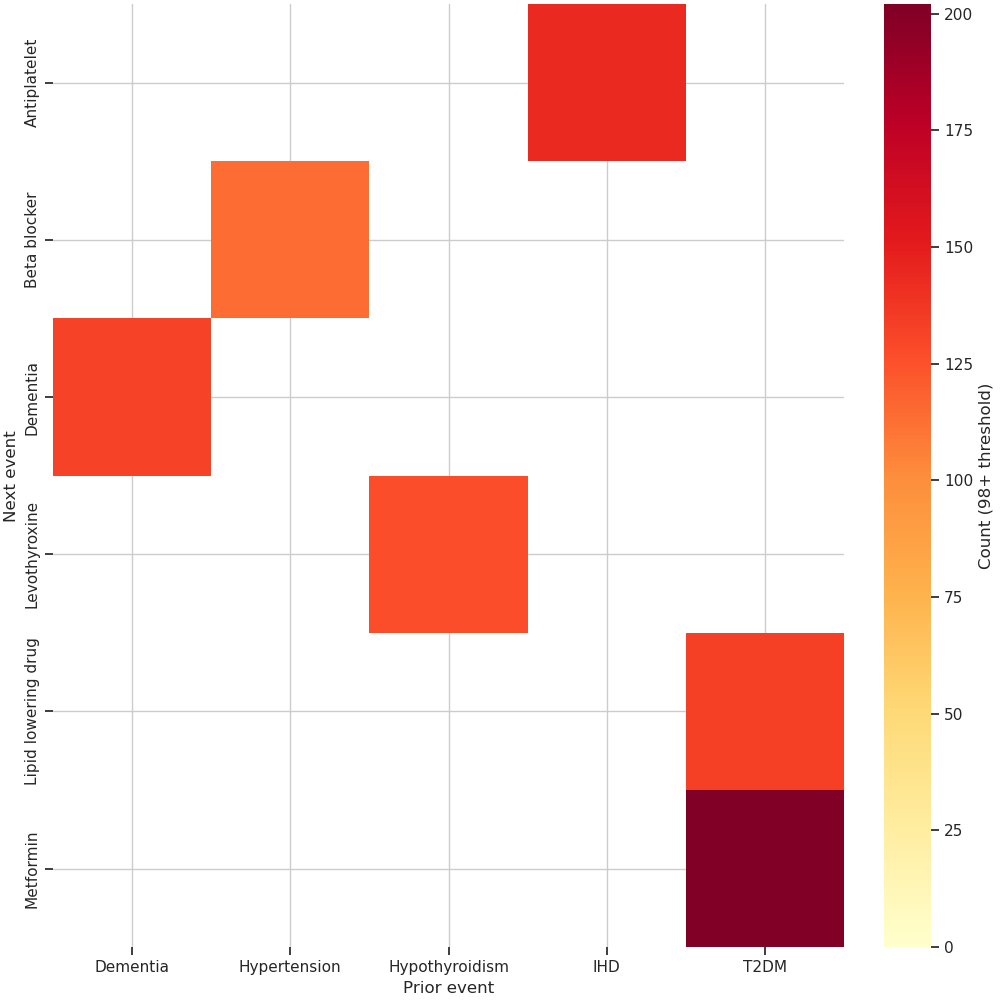 Next event
Antiplatelet
Beta blocker
Dementia
Levothyroxine
Lipid lowering drug
Metformin
Dementia
Hypertension
Hypothyroidism
IHD
T2DM
Prior event
200
175
150
125
100
75
50
25
0
Count (98+ threshold)